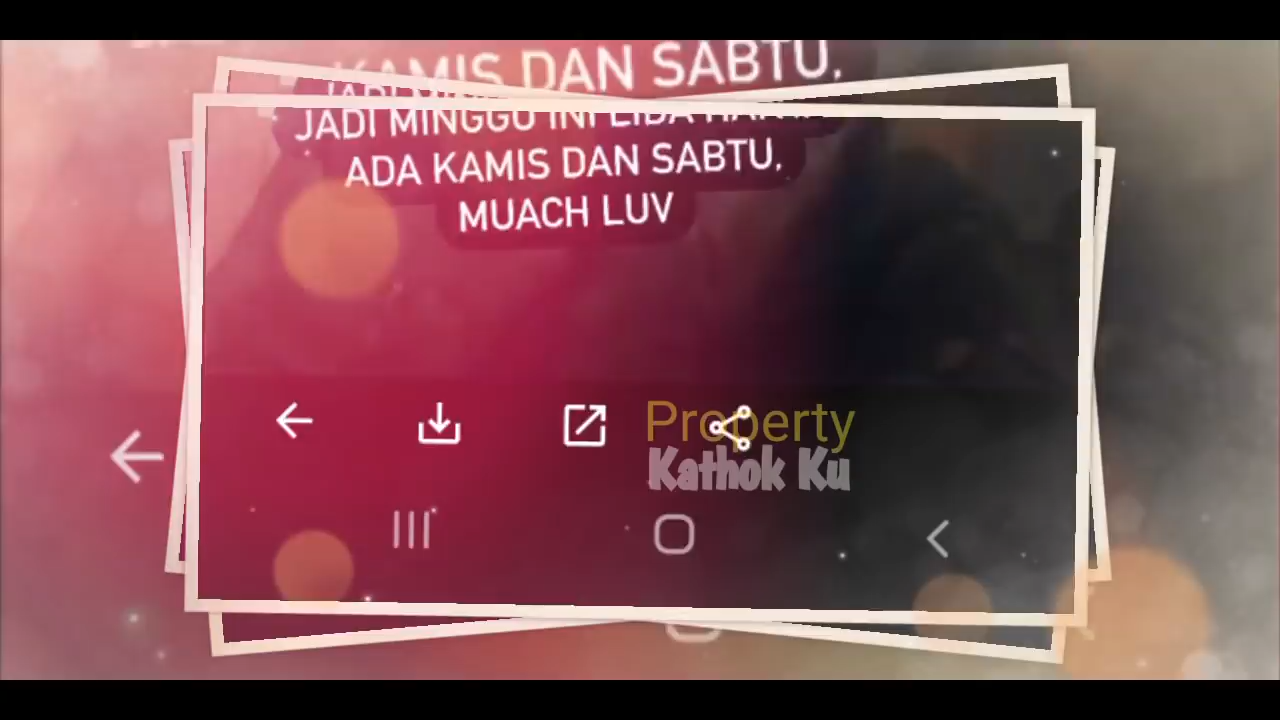 KAMIS DAN SABTU,
JADI MINGGU INI
ADA KAMIS DAN SABTU,
MUACH LUV
Property
Kathok Ku